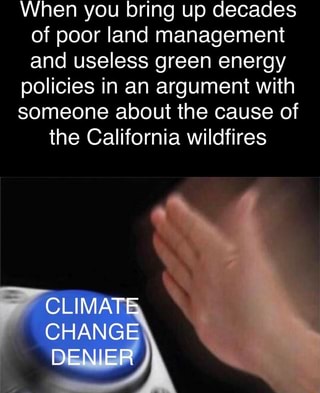 When you bring up decades
of poor land management
and useless green energy
policies in an argument with
someone about the cause of
the California wildfires
CLIMATE
CHANGE
DENIER